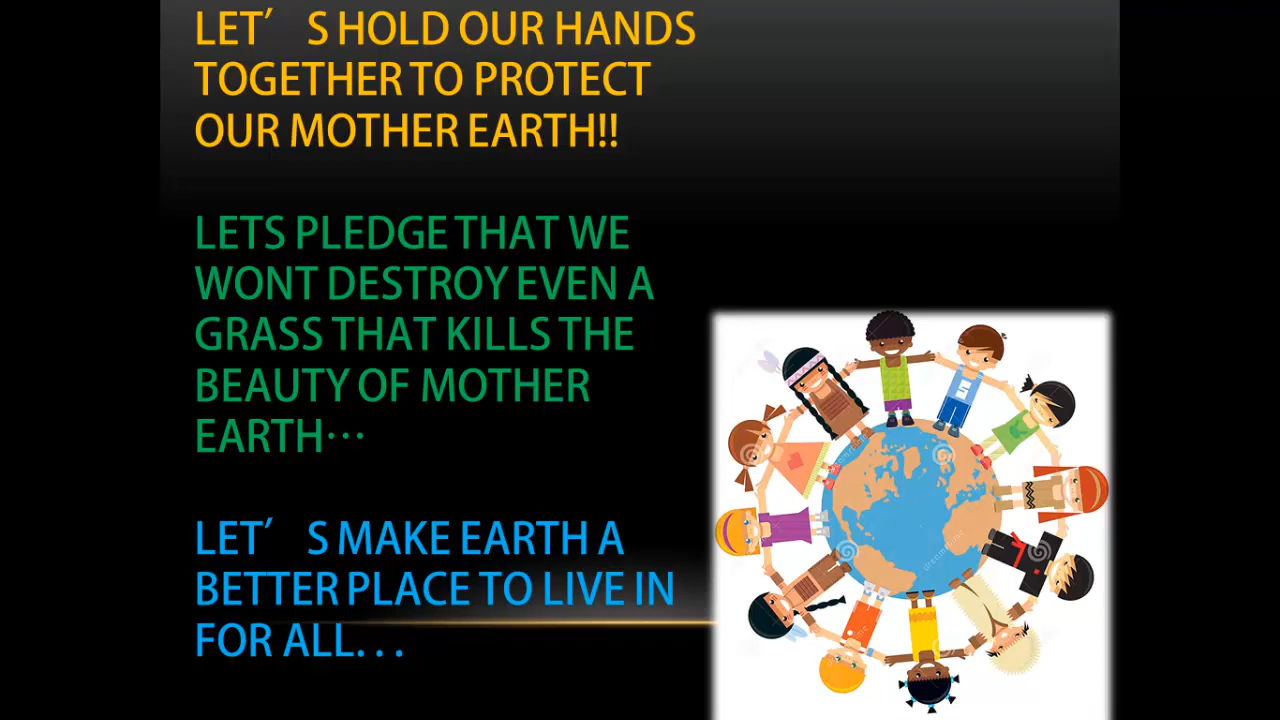 LET′ S HOLD OUR HANDS
TOGETHER TO PROTECT
OUR MOTHER EARTH!!
LETS PLEDGE THAT WE
WONT DESTROY EVEN A
GRASS THAT KILLS THE
BEAUTY OF MOTHER
EARTH···
LET′ S MAKE EARTH A
BETTER PLACE TO LIVE IN
FOR ALL. . .